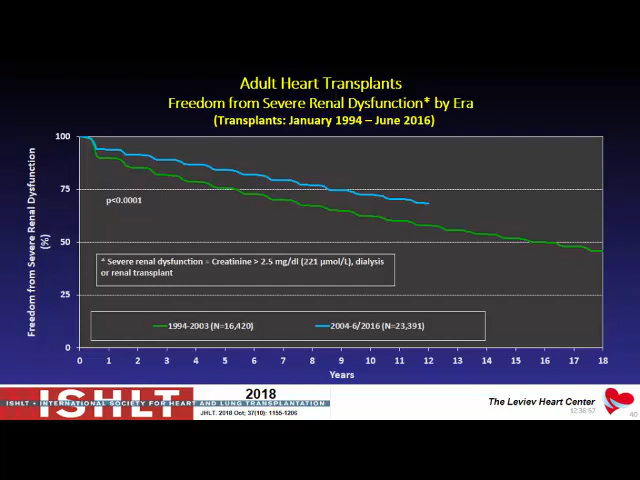 Adult Heart Transplants
Freedom from Severe Renal Dysfunction* by Era
(Transplants: January 1994 – June 2016)
Freedom from Severe Renal Dysfunction
(%)
100
75
50
25
0
p<0.0001
* Severe renal dysfunction = Creatinine > 2.5 mg/dl (221 μmol/L), dialysis
or renal transplant
1994-2003 (N=16,420)
2004-6/2016 (N=23,391)
0 1 2 3 4 5 6 7 8 9 10 11 12 13 14 15 16 17 18
Years
ISHLT
ISHLT • INTERNATIONAL SOCIETY FOR HEART AND LUNG TRANSPLANTATION
2018
JHLT. 2018 Oct; 37(10): 1155-1206
The Leviev Heart Center
12:36:52
40